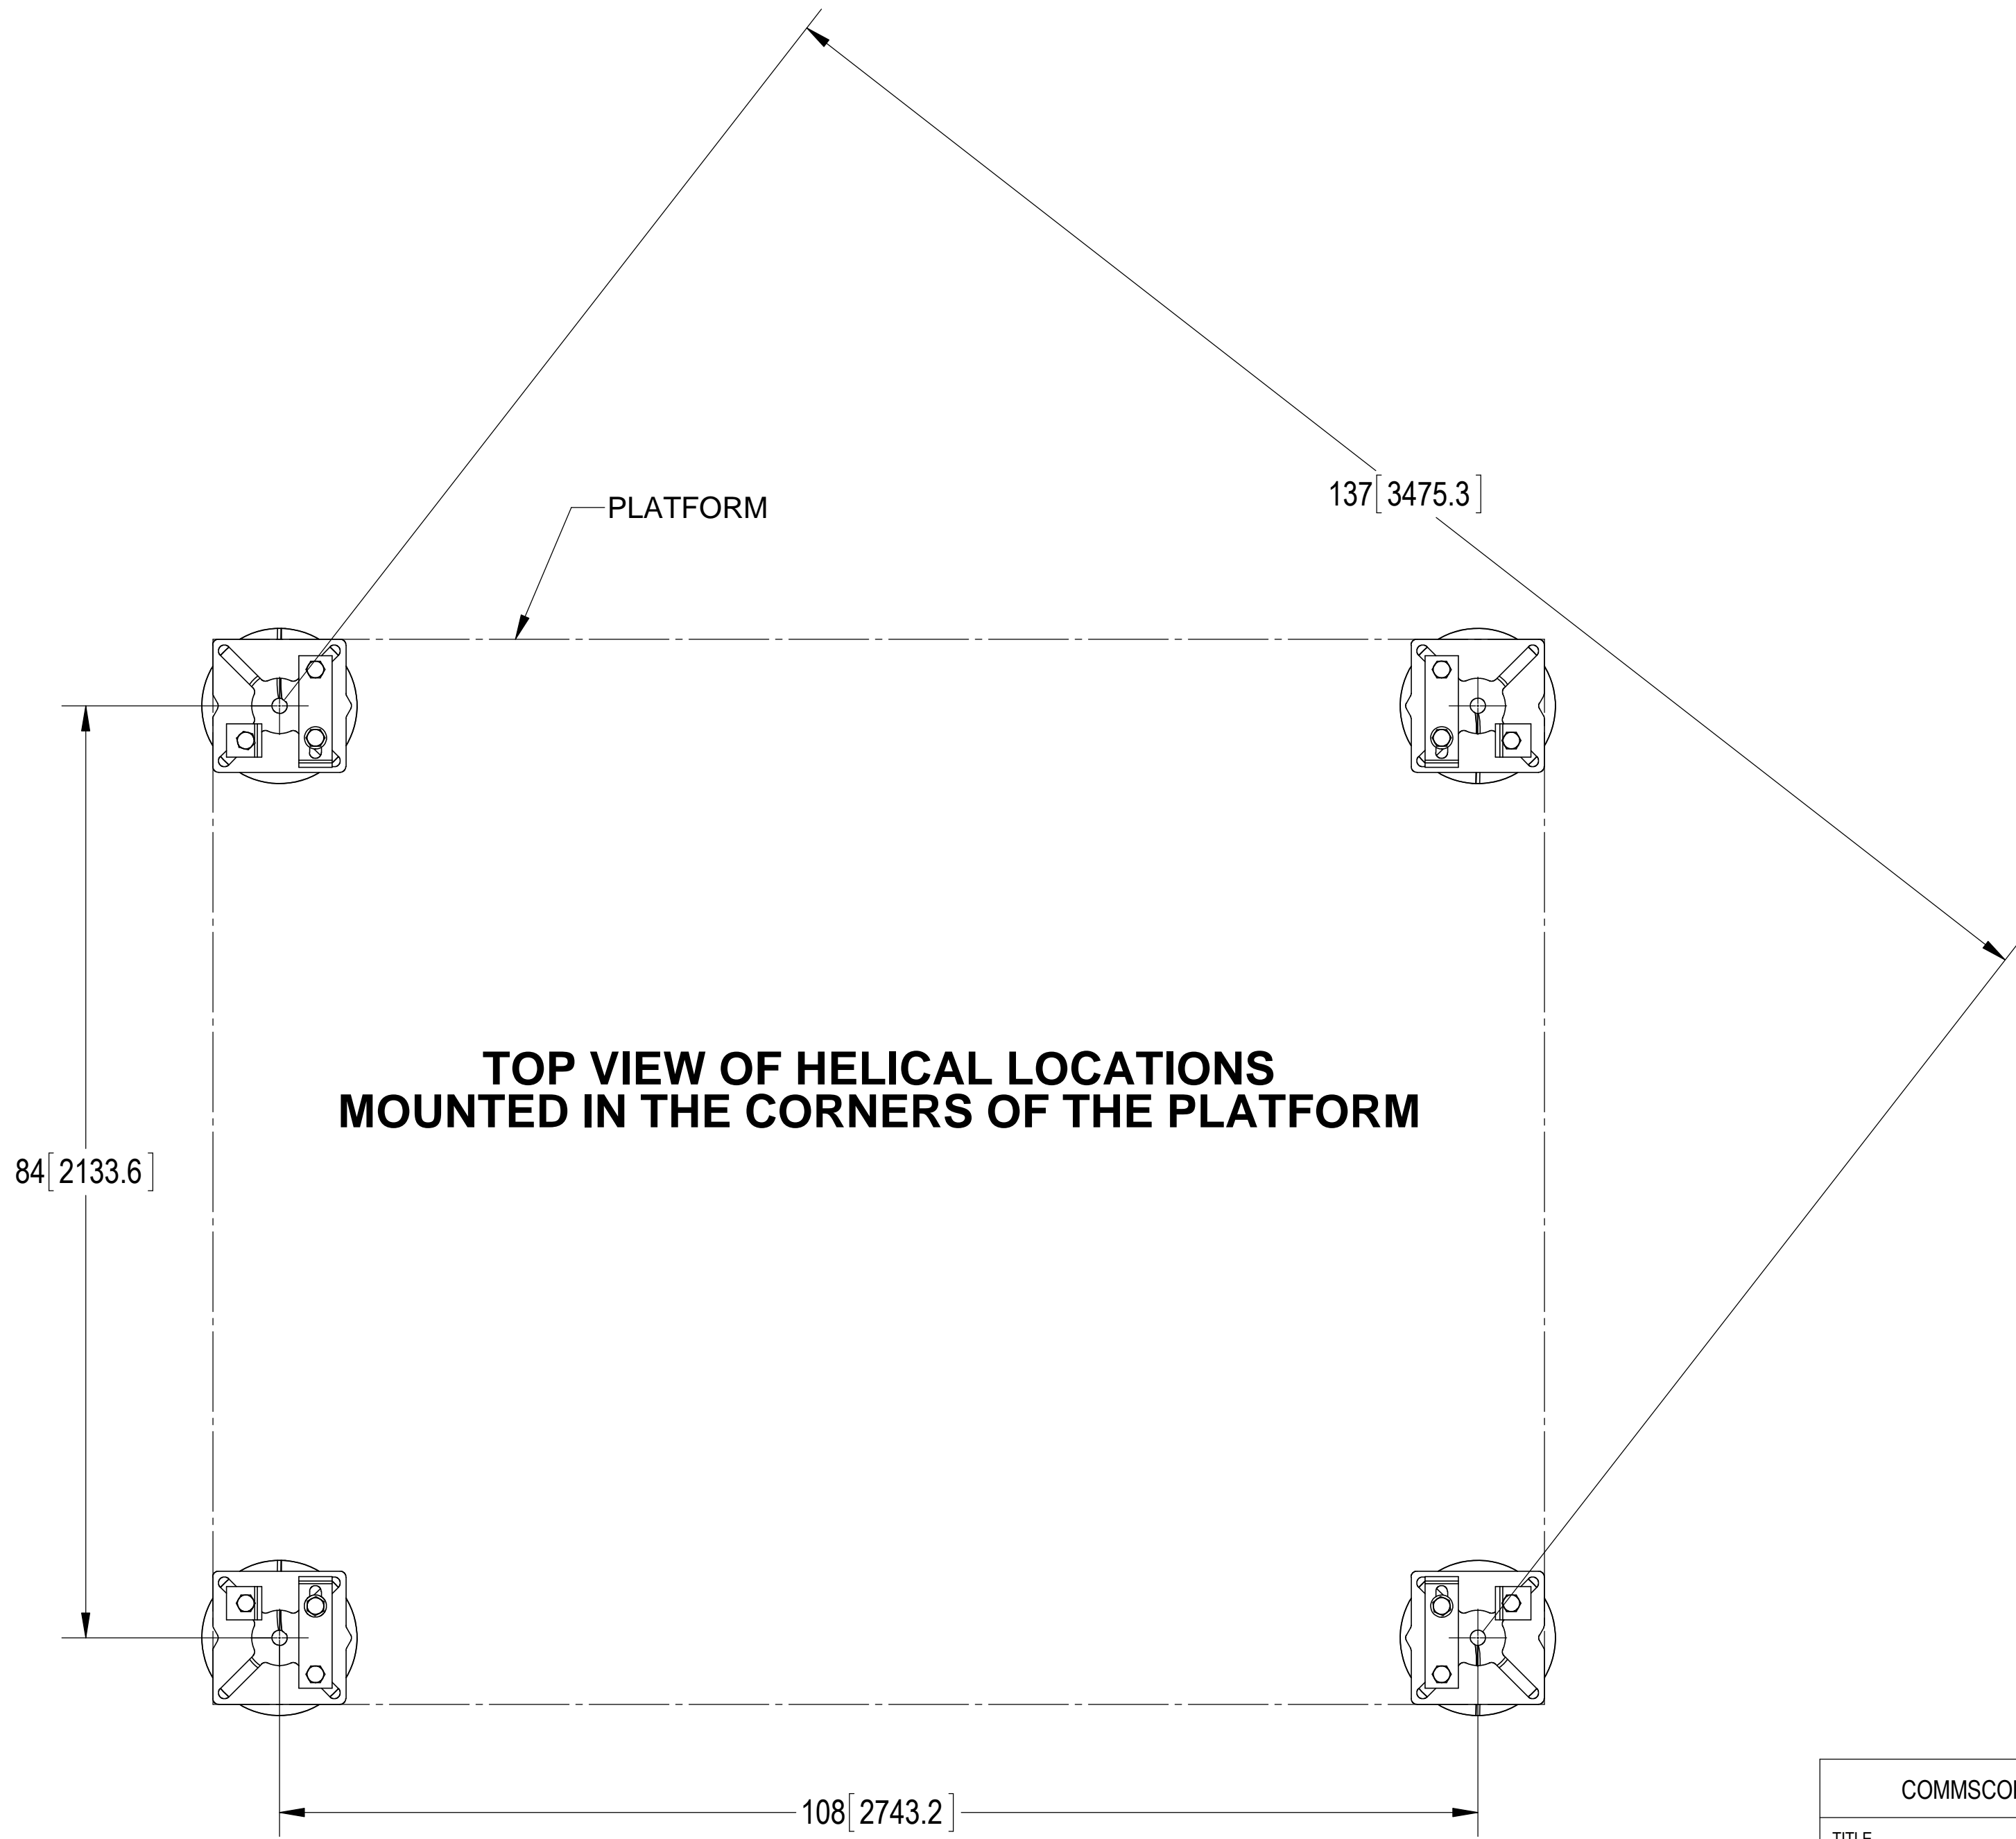 137[3475.3]
PLATFORM
TOP VIEW OF HELICAL LOCATIONS
MOUNTED IN THE CORNERS OF THE PLATFORM
84[2133.6]
108[2743.2]